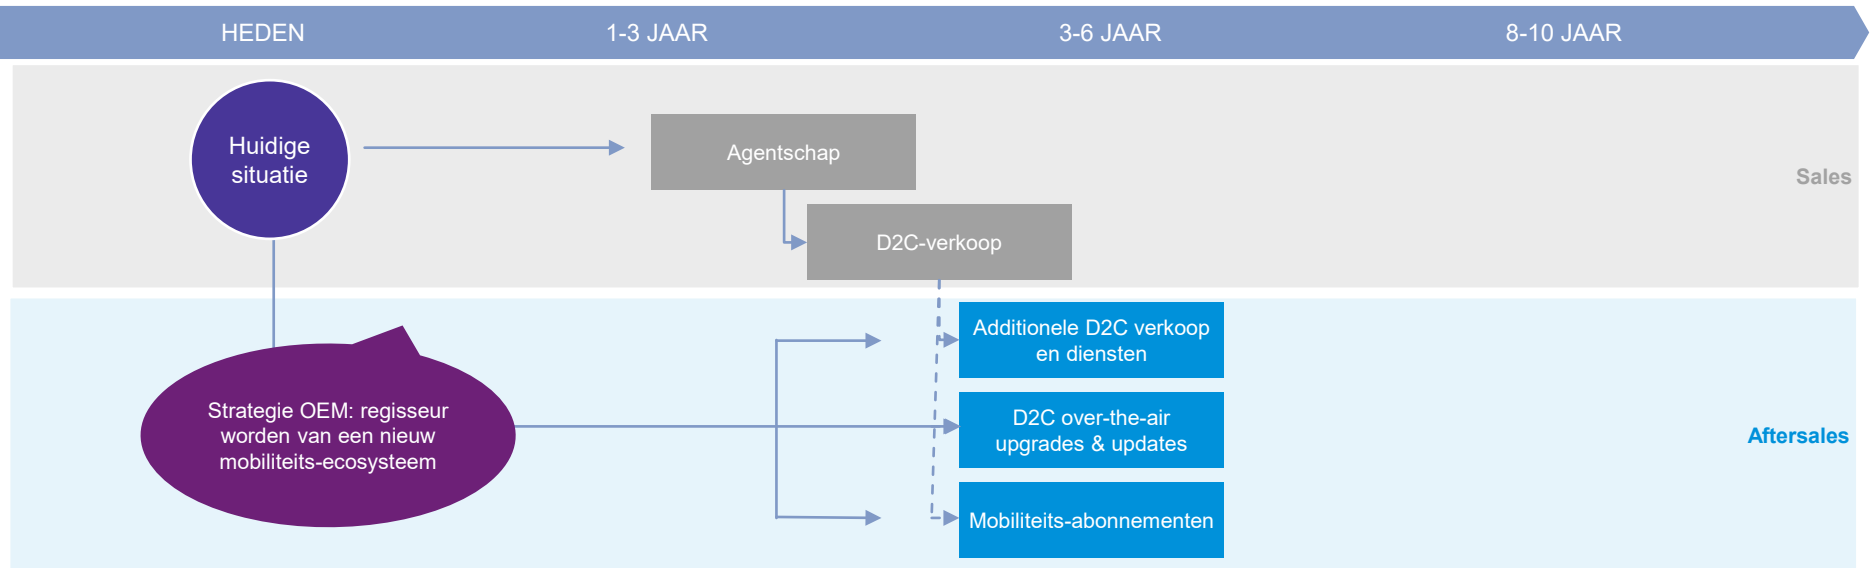 HEDEN
1-3 JAAR
3-6 JAAR
8-10 JAAR
Huidige
situatie
Agentschap
D2C-verkoop
Sales
Strategie OEM: regisseur
worden van een nieuw
mobiliteits-ecosysteem
Additionele D2C verkoop
en diensten
D2C over-the-air
upgrades & updates
Mobiliteits-abonnementen
Aftersales